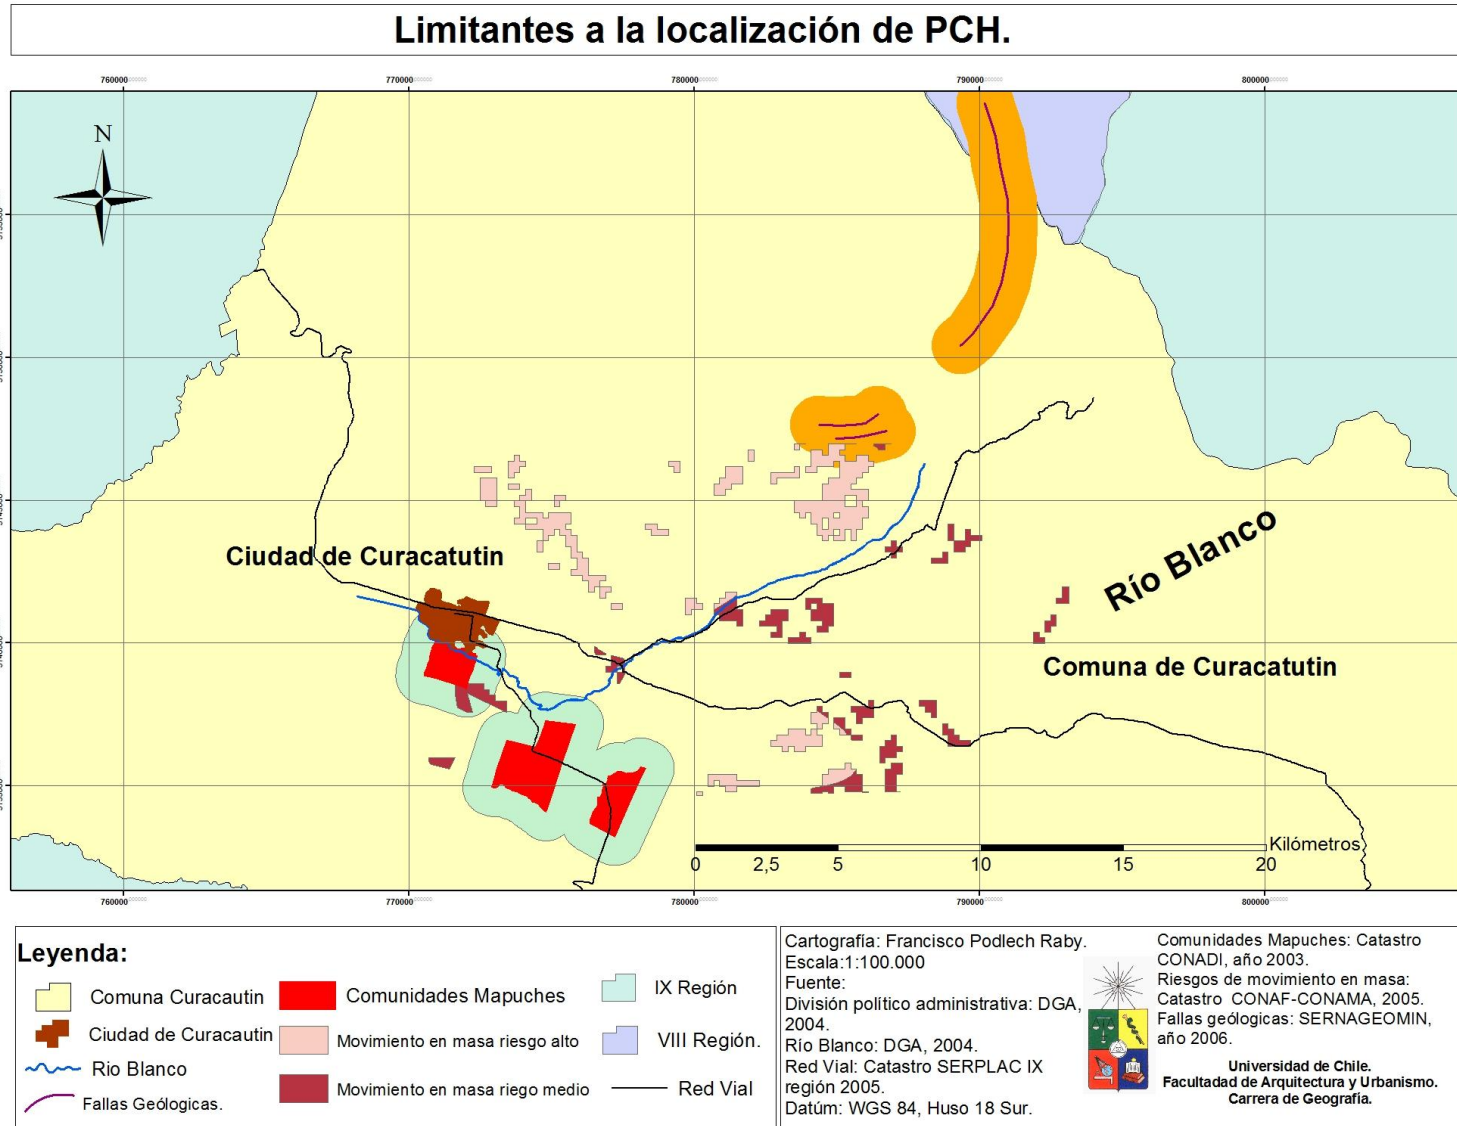 Limitantes a la localización de PCH.
760000 770000 780000 790000 800000
N
Ciudad de Curacatutin
Río Blanco
Comuna de Curacatutin
Kilómetros
0 2,5 5 10 15 20
760000 770000 780000 790000 800000
Leyenda:
Comuna Curacautin
Ciudad de Curacautin
Rio Blanco
Fallas Geólogicas.
Comunidades Mapuches
Movimiento en masa riesgo alto
Movimiento en masa riego medio
IX Región
VIII Región.
Red Vial
Cartografía: Francisco Podlech Raby.
Escala:1:100.000
Fuente:
División político administrativa: DGA,
2004.
Río Blanco: DGA, 2004.
Red Vial: Catastro SERPLAC IX
región 2005.
Datúm: WGS 84, Huso 18 Sur.
Comunidades Mapuches: Catastro
CONADI, año 2003.
Riesgos de movimiento en masa:
Catastro CONAF-CONAMA, 2005.
Fallas geólogicas: SERNAGEOMIN,
año 2006.
Universidad de Chile.
Facultadad de Arquitectura y Urbanismo.
Carrera de Geografía.